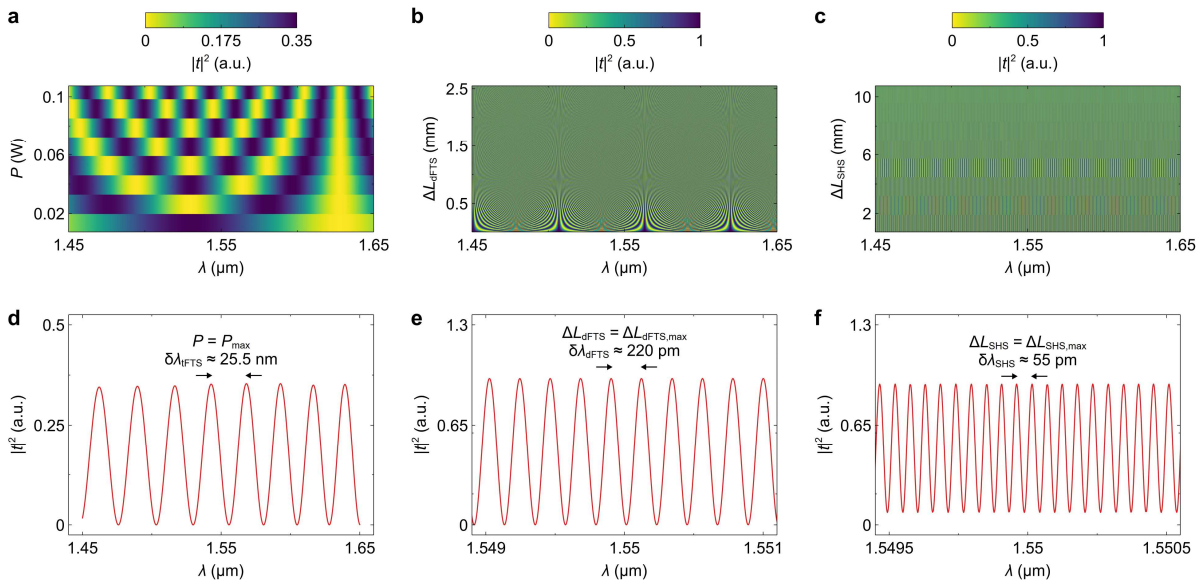 a
0 0.175 0.35
|t|² (a.u.)
P (W)
0.1
0.06
0.02
1.45 1.55 1.65
λ (μm)
b
0 0.5 1
|t|² (a.u.)
ΔL_dFTS (mm)
2.5
1.5
0.5
1.45 1.55 1.65
λ (μm)
c
0 0.5 1
|t|² (a.u.)
ΔL_SHS (mm)
10
6
2
1.45 1.55 1.65
λ (μm)
d
|t|² (a.u.)
0.5
0.25
0
P = P_max
δλ_tFTS ≈ 25.5 nm
1.45 1.55 1.65
λ (μm)
e
|t|² (a.u.)
1.3
0.65
0
ΔL_dFTS = ΔL_dFTS,max
δλ_dFTS ≈ 220 pm
1.549 1.55 1.551
λ (μm)
f
|t|² (a.u.)
1.3
0.65
0
ΔL_SHS = ΔL_SHS,max
δλ_SHS ≈ 55 pm
1.5495 1.55 1.5505
λ (μm)